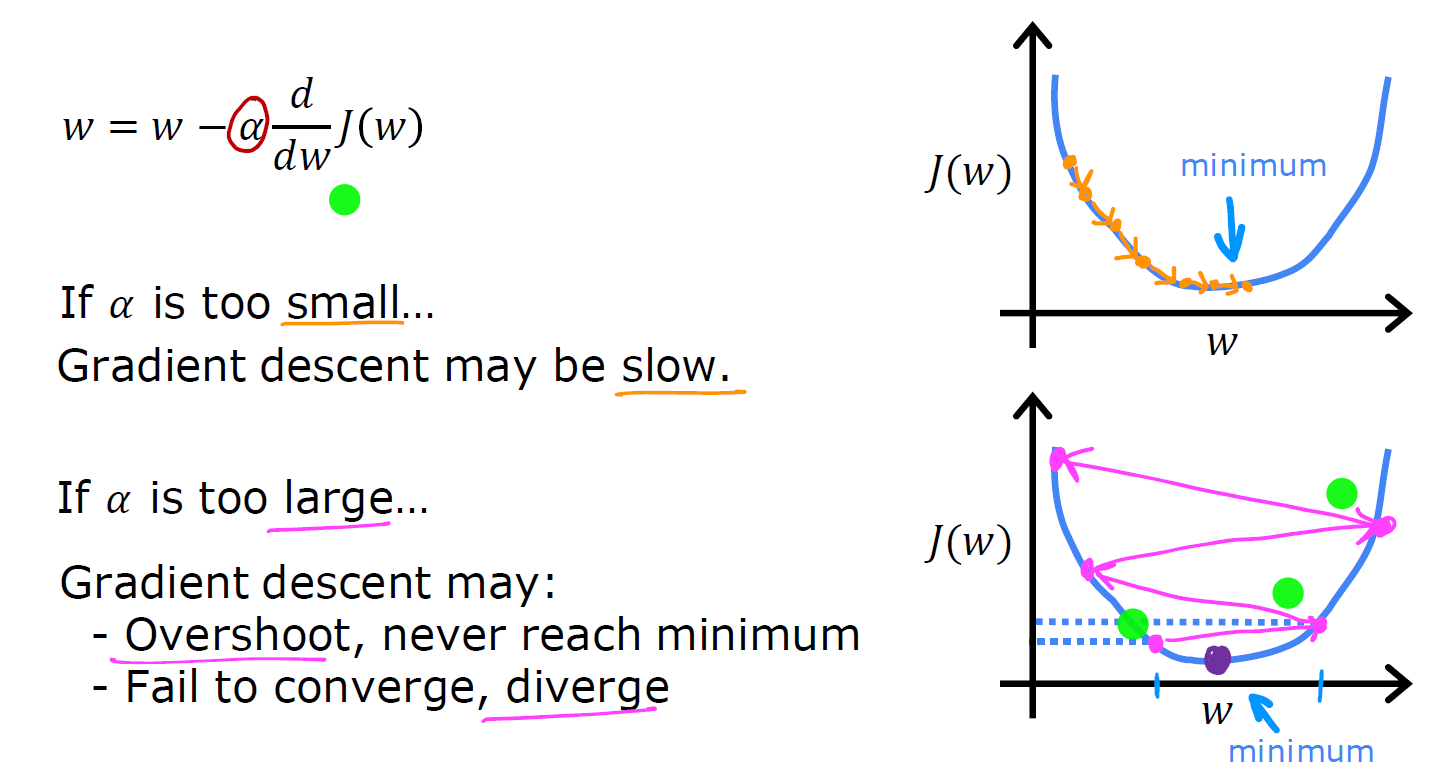 w = w − α d/dw J(w)
If α is too small...
Gradient descent may be slow.
If α is too large...
Gradient descent may:
- Overshoot, never reach minimum
- Fail to converge, diverge
J(w)
minimum
w
J(w)
w
minimum